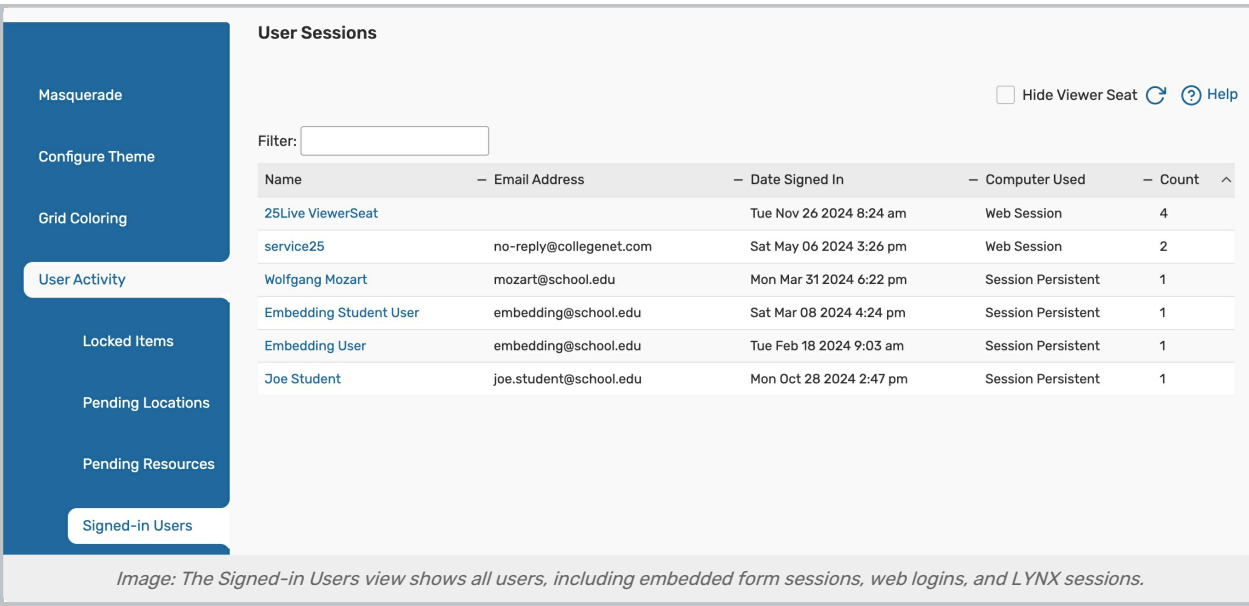 User Sessions
Masquerade
Hide Viewer Seat Help
Filter:
Configure Theme
Name — Email Address — Date Signed In — Computer Used — Count
25Live ViewerSeat Tue Nov 26 2024 8:24 am Web Session 4
Grid Coloring
service25 no-reply@collegenet.com Sat May 06 2024 3:26 pm Web Session 2
User Activity
Wolfgang Mozart mozart@school.edu Mon Mar 31 2024 6:22 pm Session Persistent 1
Embedding Student User embedding@school.edu Sat Mar 08 2024 4:24 pm Session Persistent 1
Locked Items
Embedding User embedding@school.edu Tue Feb 18 2024 9:03 am Session Persistent 1
Joe Student joe.student@school.edu Mon Oct 28 2024 2:47 pm Session Persistent 1
Pending Locations
Pending Resources
Signed-in Users
Image: The Signed-in Users view shows all users, including embedded form sessions, web logins, and LYNX sessions.